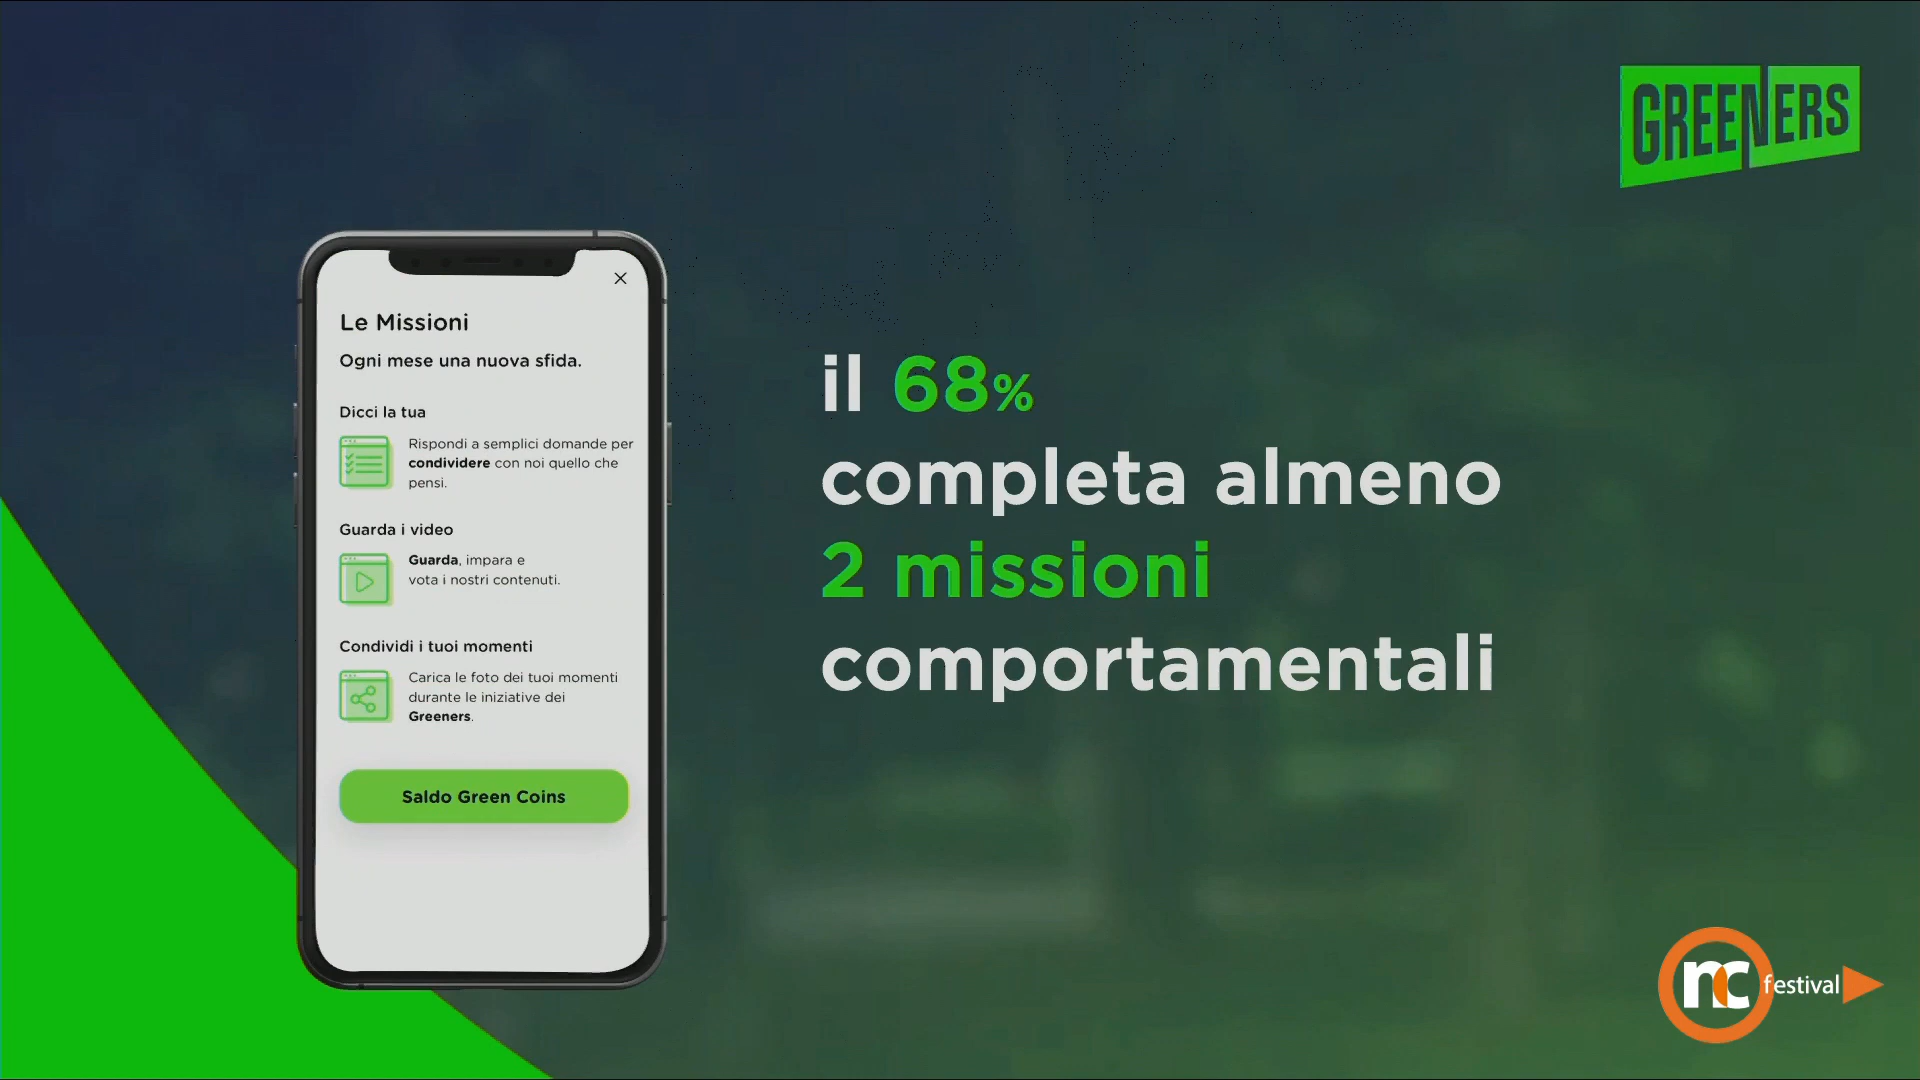 GREENERS
Le Missioni
Ogni mese una nuova sfida.
Dicci la tua
Rispondi a semplici domande per
condividere con noi quello che
pensi.
Guarda i video
Guarda, impara e
vota i nostri contenuti.
Condividi i tuoi momenti
Carica le foto dei tuoi momenti
durante le iniziative dei
Greeners.
Saldo Green Coins
il 68%
completa almeno
2 missioni
comportamentali
nc festival